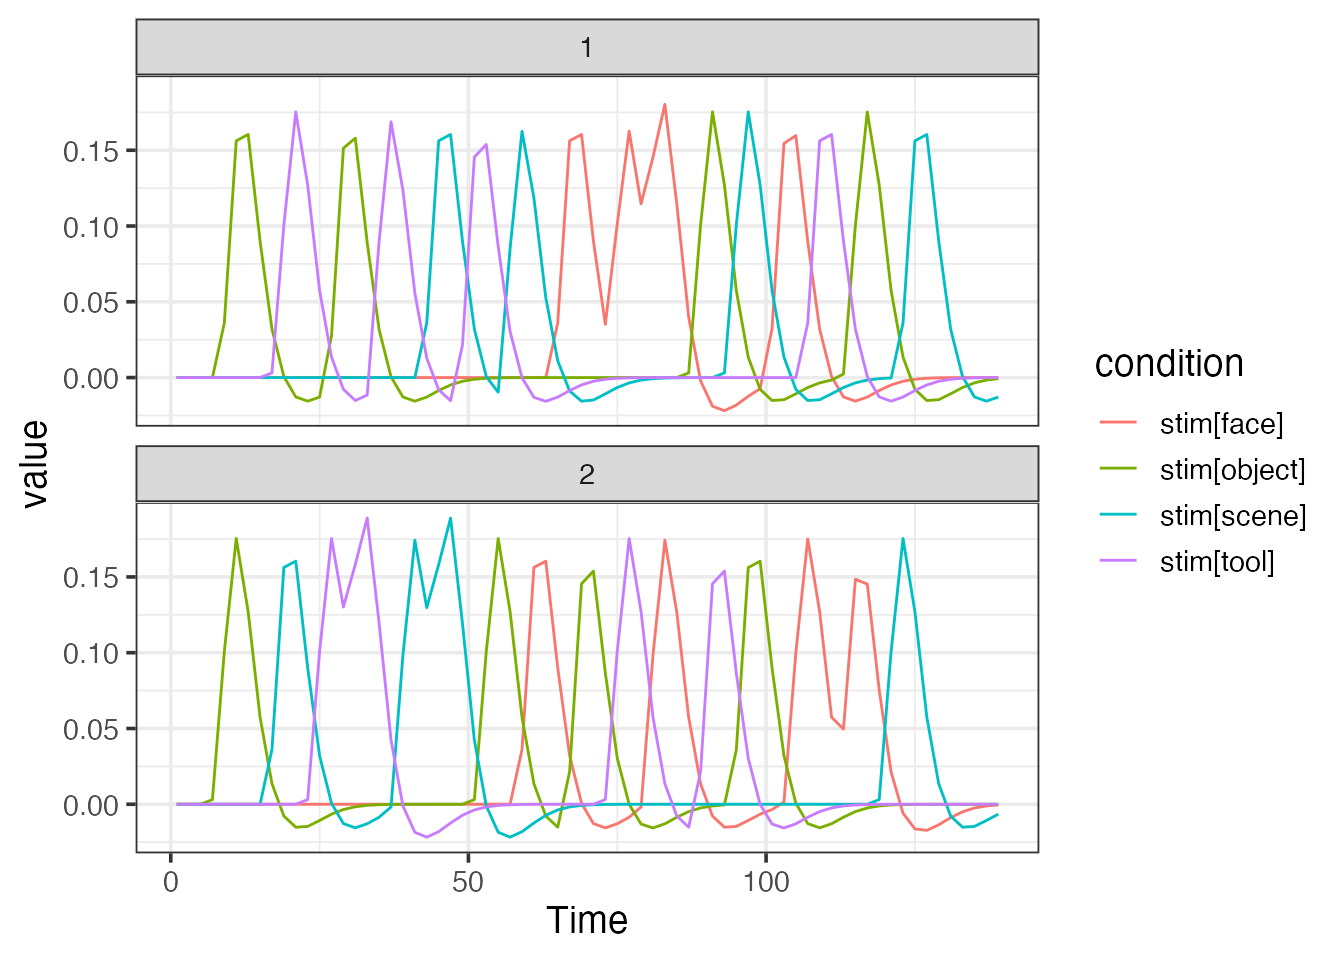 1
0.15
0.10
0.05
0.00
value
2
0.15
0.10
0.05
0.00
0
50
100
Time
condition
stim[face]
stim[object]
stim[scene]
stim[tool]